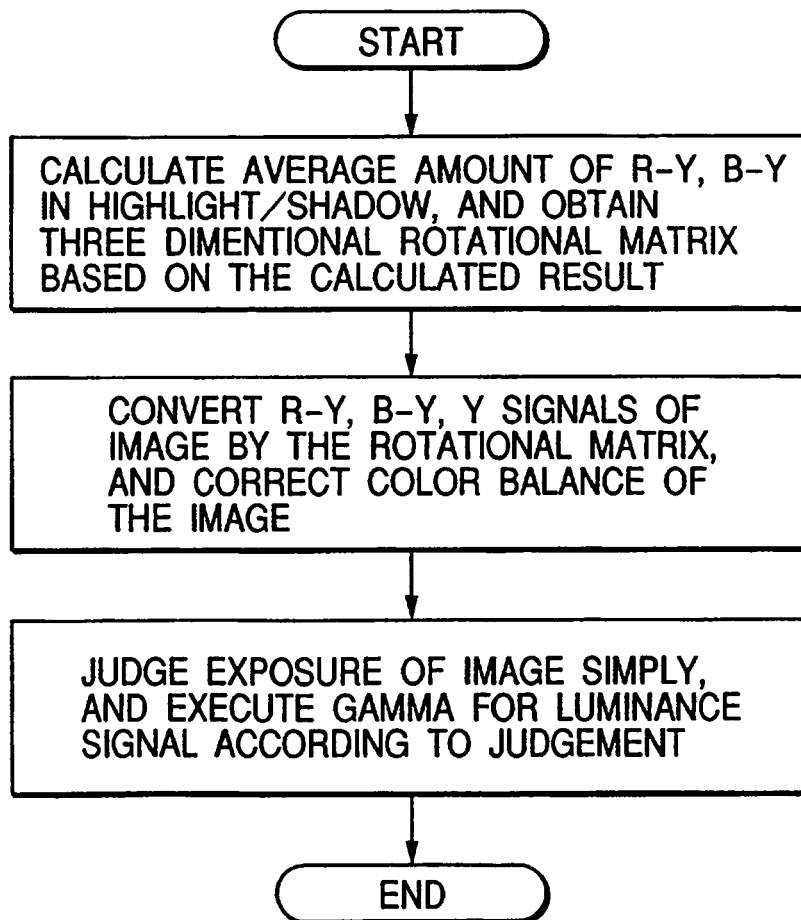 START
CALCULATE AVERAGE AMOUNT OF R-Y, B-Y
IN HIGHLIGHT/SHADOW, AND OBTAIN
THREE DIMENTIONAL ROTATIONAL MATRIX
BASED ON THE CALCULATED RESULT
CONVERT R-Y, B-Y, Y SIGNALS OF
IMAGE BY THE ROTATIONAL MATRIX,
AND CORRECT COLOR BALANCE OF
THE IMAGE
JUDGE EXPOSURE OF IMAGE SIMPLY,
AND EXECUTE GAMMA FOR LUMINANCE
SIGNAL ACCORDING TO JUDGEMENT
END